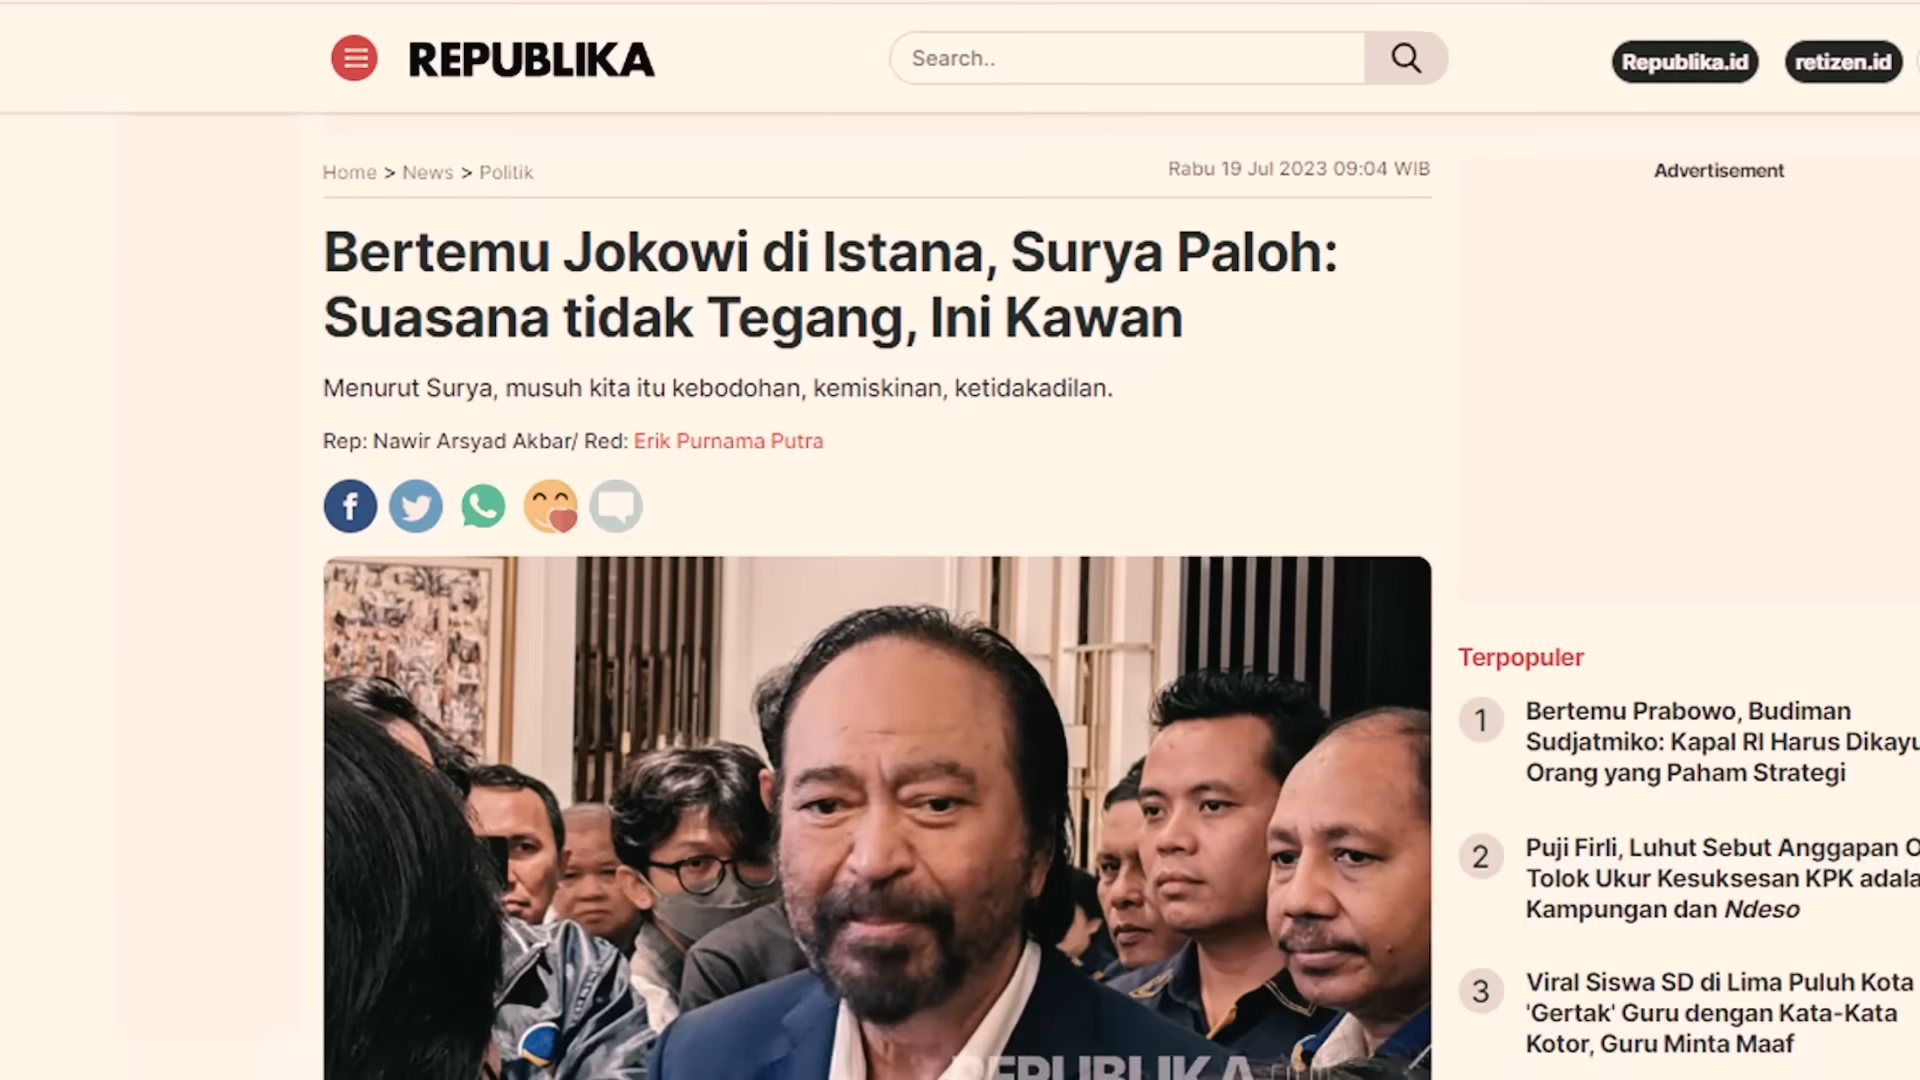 REPUBLIKA
Search..
Republika.id
retizen.id
Home > News > Politik
Rabu 19 Jul 2023 09:04 WIB
Advertisement
Bertemu Jokowi di Istana, Surya Paloh:
Suasana tidak Tegang, Ini Kawan
Menurut Surya, musuh kita itu kebodohan, kemiskinan, ketidakadilan.
Rep: Nawir Arsyad Akbar/ Red: Erik Purnama Putra
Terpopuler
1
Bertemu Prabowo, Budiman
Sudjatmiko: Kapal RI Harus Dikayu
Orang yang Paham Strategi
2
Puji Firli, Luhut Sebut Anggapan O
Tolok Ukur Kesuksesan KPK adala
Kampungan dan Ndeso
3
Viral Siswa SD di Lima Puluh Kota
'Gertak' Guru dengan Kata-Kata
Kotor, Guru Minta Maaf
REPUBLIKA